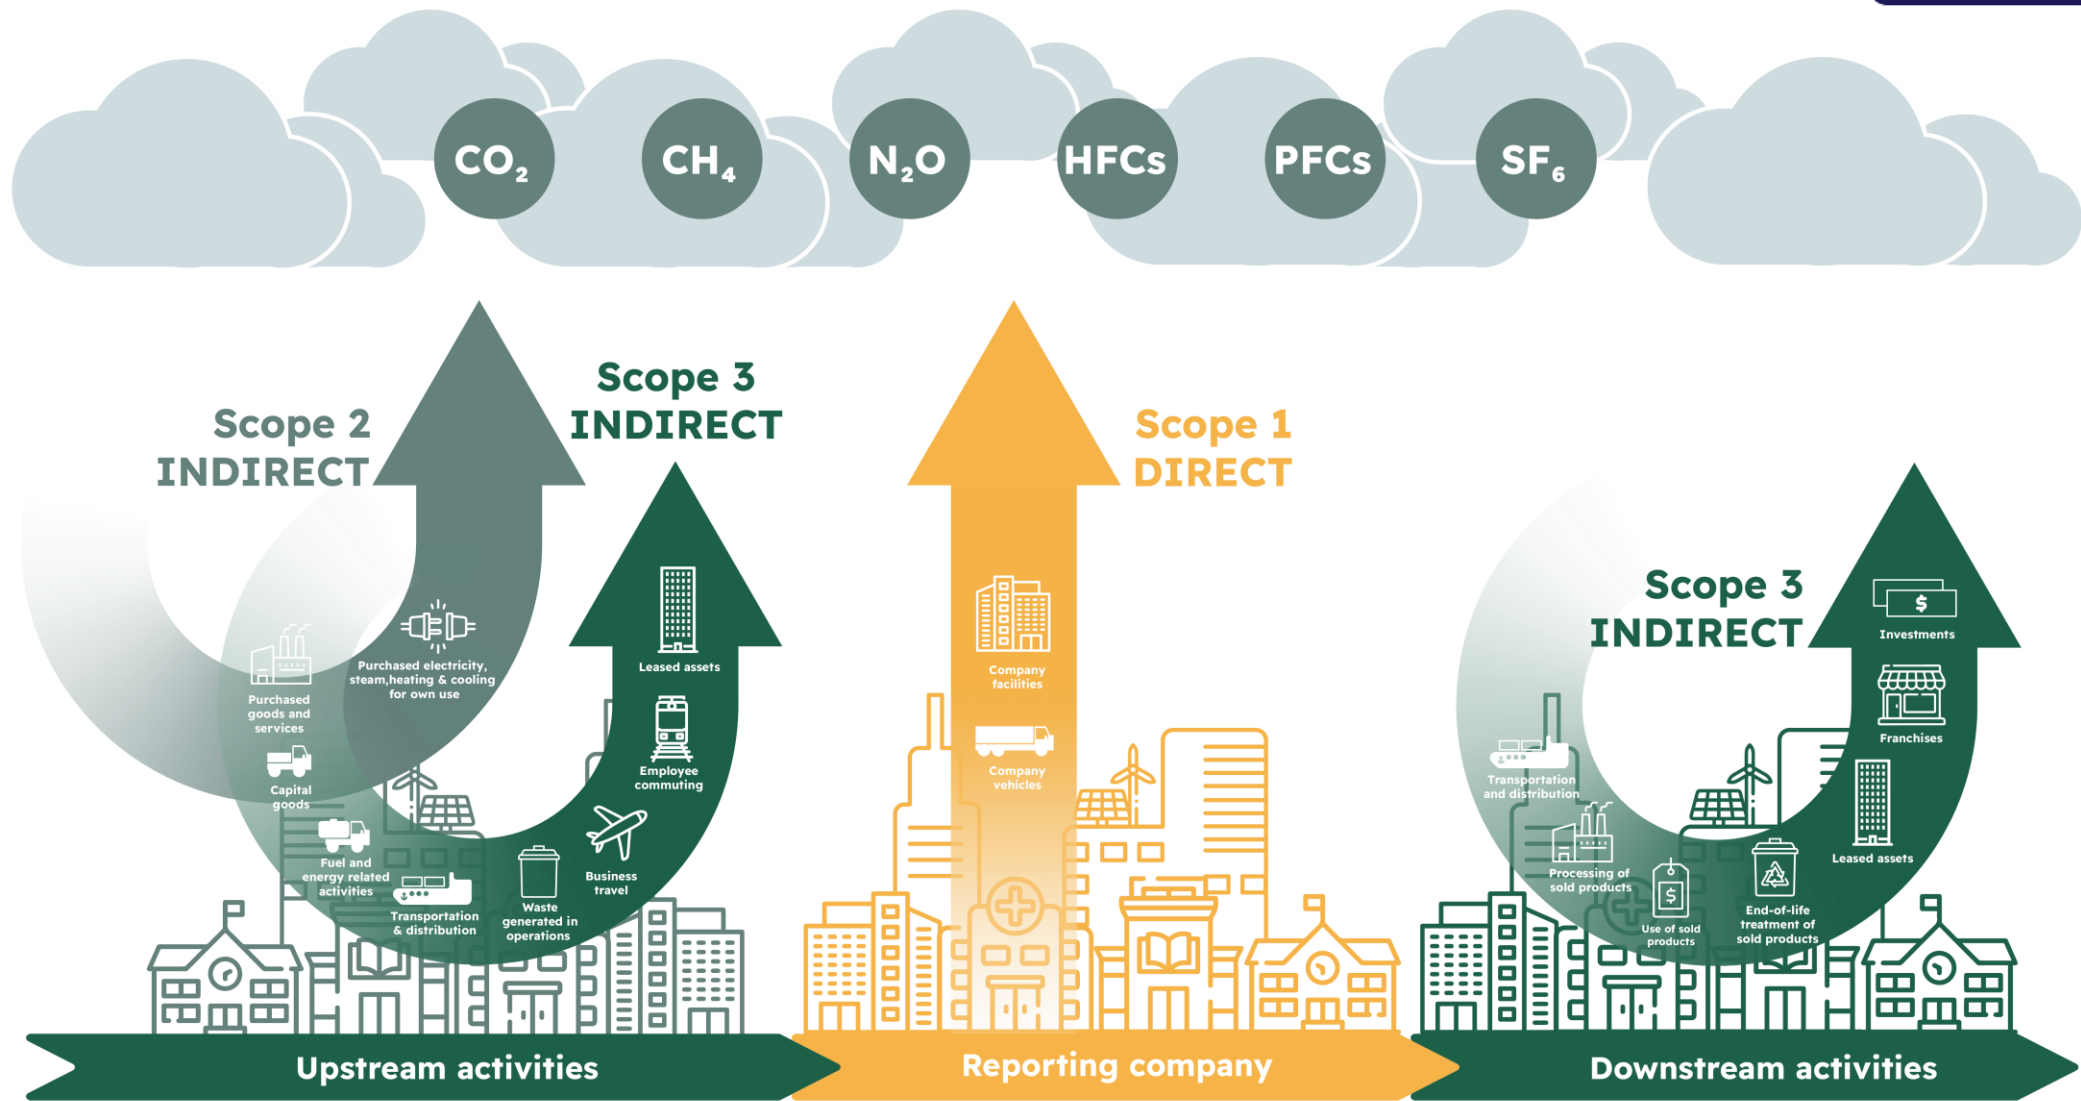 CO₂
CH₄
N₂O
HFCs
PFCs
SF₆
Scope 2
INDIRECT
Scope 3
INDIRECT
Scope 1
DIRECT
Scope 3
INDIRECT
Purchased electricity,
steam,heating & cooling
for own use
Purchased
goods and
services
Capital
goods
Fuel and
energy related
activities
Transportation
& distribution
Waste
generated in
operations
Business
travel
Employee
commuting
Leased assets
Company
facilities
Company
vehicles
Transportation
and distribution
Processing of
sold products
$
Use of sold
products
End-of-life
treatment of
sold products
Leased assets
Franchises
$
Investments
Upstream activities
Reporting company
Downstream activities